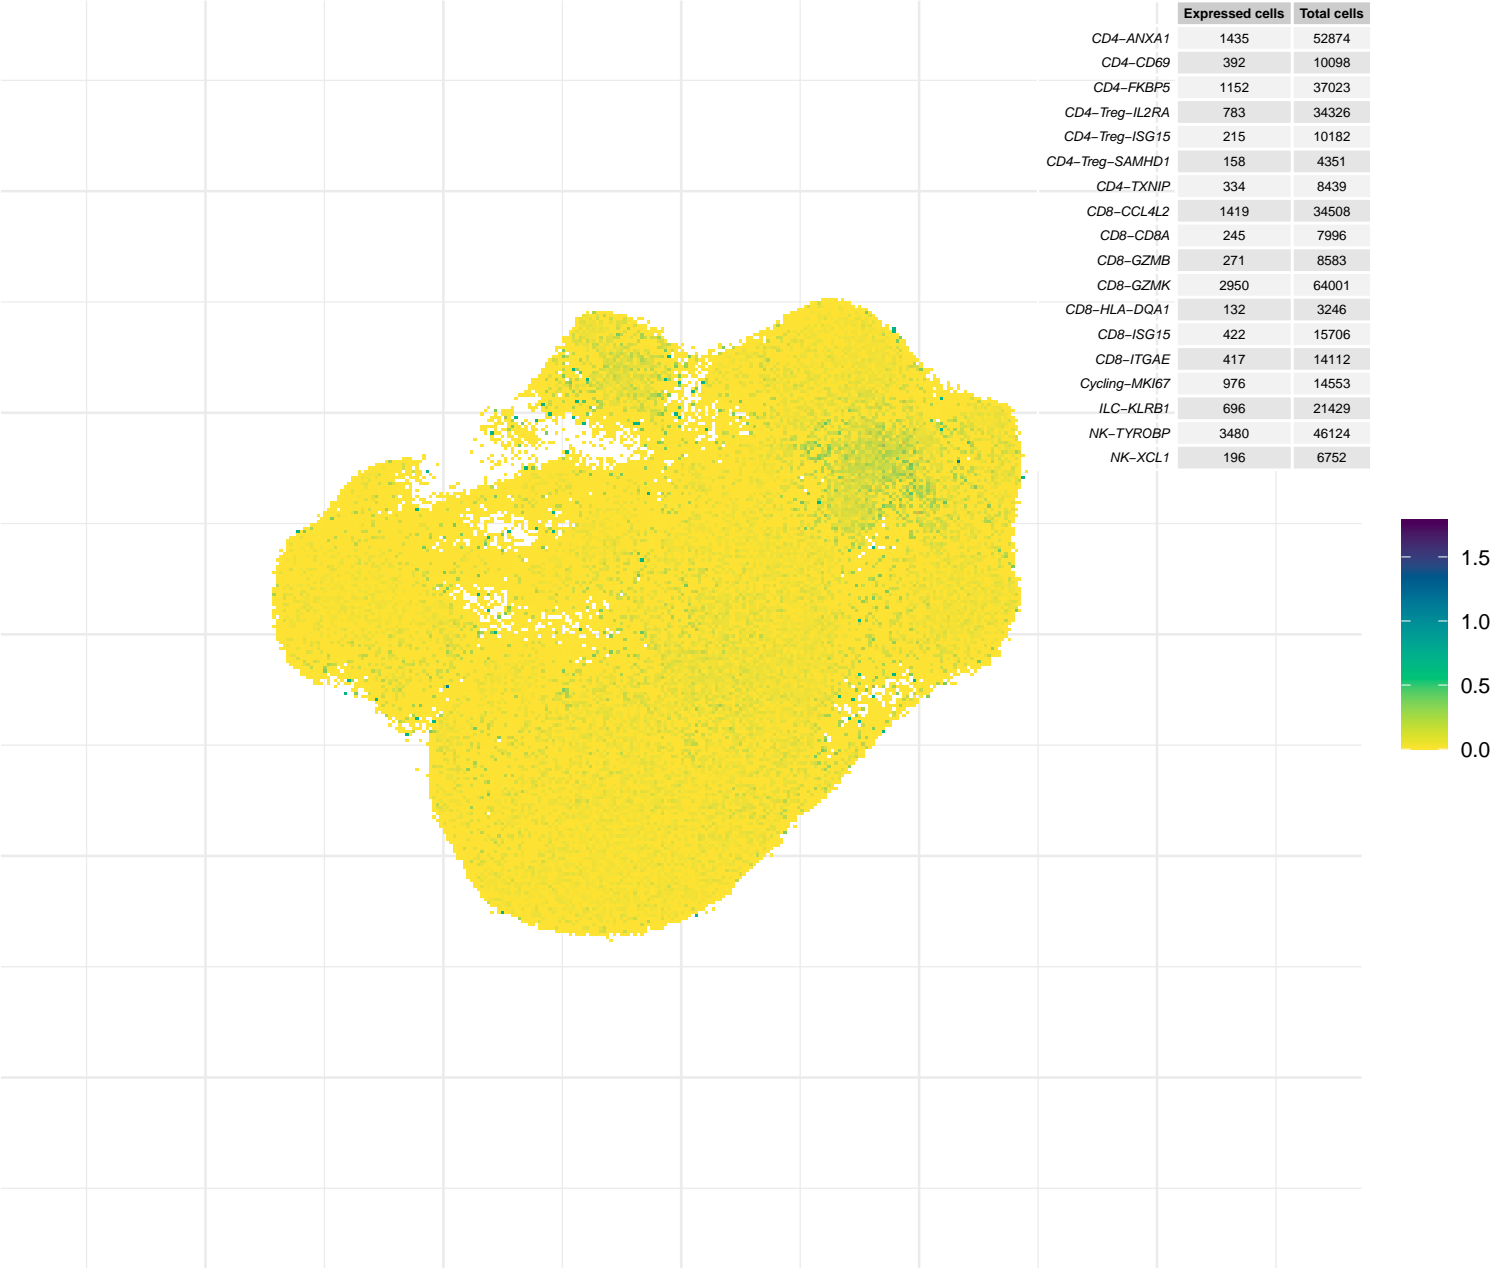 Expressed cells Total cells
CD4−ANXA1 1435 52874
CD4−CD69 392 10098
CD4−FKBP5 1152 37023
CD4−Treg−IL2RA 783 34326
CD4−Treg−ISG15 215 10182
CD4−Treg−SAMHD1 158 4351
CD4−TXNIP 334 8439
CD8−CCL4L2 1419 34508
CD8−CD8A 245 7996
CD8−GZMB 271 8583
CD8−GZMK 2950 64001
CD8−HLA−DQA1 132 3246
CD8−ISG15 422 15706
CD8−ITGAE 417 14112
Cycling−MKI67 976 14553
ILC−KLRB1 696 21429
NK−TYROBP 3480 46124
NK−XCL1 196 6752
1.5
1.0
0.5
0.0